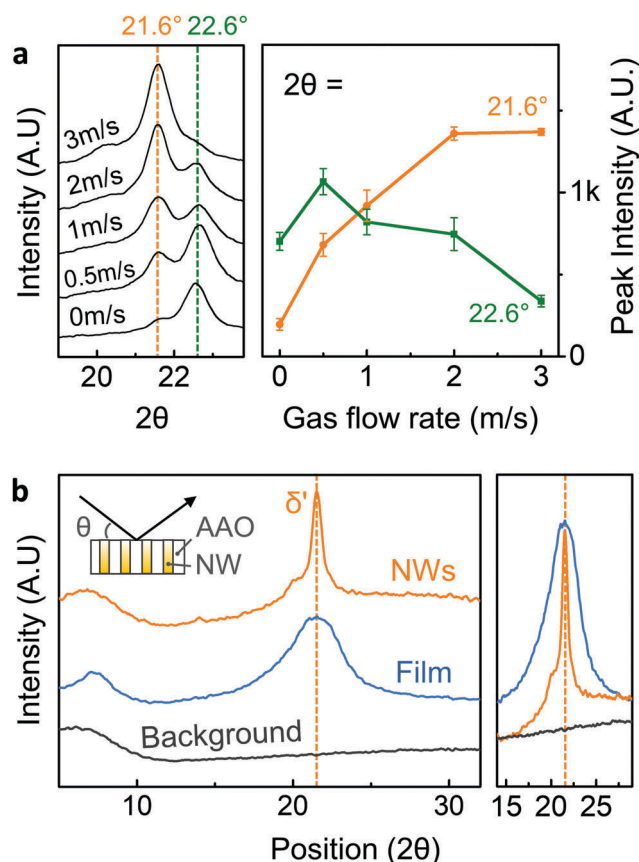 21.6° 22.6°
a
Intensity (A.U)
3m/s
2m/s
1m/s
0.5m/s
0m/s
20 22
2θ
2θ =
21.6°
22.6°
1k
0
Peak Intensity (A.U.)
0 1 2 3
Gas flow rate (m/s)
b
Intensity (A.U)
θ
AAO
NW
δ'
NWs
Film
Background
10 20 30
15 20 25
Position (2θ)